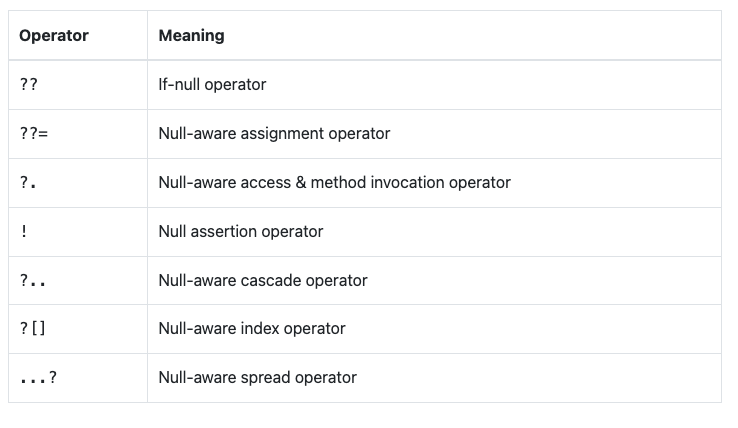 Operator Meaning
?? If-null operator
??= Null-aware assignment operator
?. Null-aware access & method invocation operator
! Null assertion operator
?.. Null-aware cascade operator
?[] Null-aware index operator
...? Null-aware spread operator